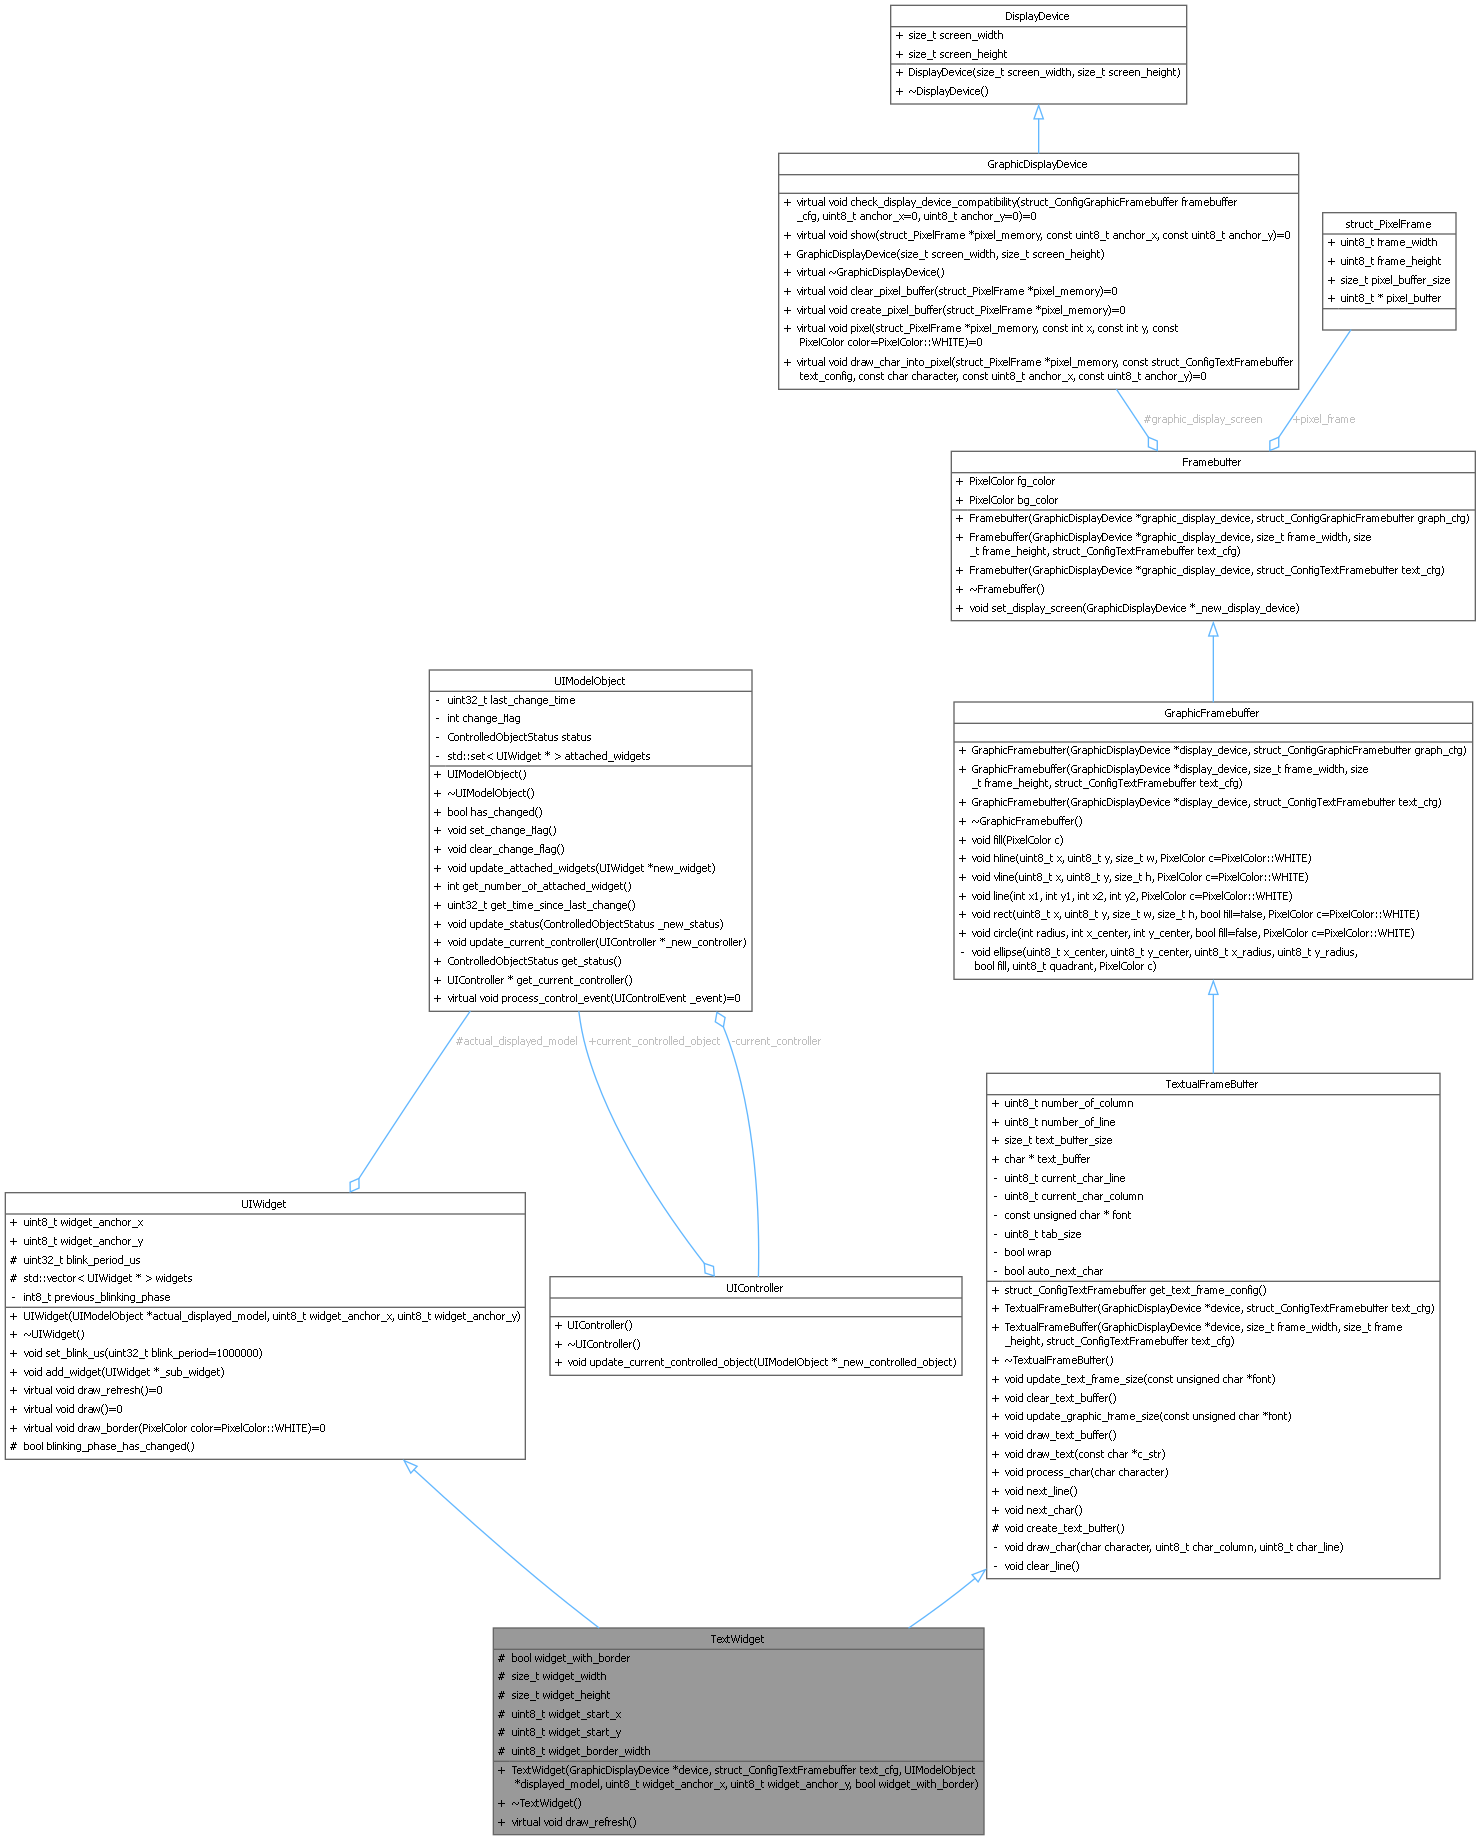 DisplayDevice
+ size_t screen_width
+ size_t screen_height
+ DisplayDevice(size_t screen_width, size_t screen_height)
+ ~DisplayDevice()
GraphicDisplayDevice
+ virtual void check_display_device_compatibility(struct_ConfigGraphicFramebuffer framebuffer
_cfg, uint8_t anchor_x=0, uint8_t anchor_y=0)=0
+ virtual void show(struct_PixelFrame *pixel_memory, const uint8_t anchor_x, const uint8_t anchor_y)=0
+ GraphicDisplayDevice(size_t screen_width, size_t screen_height)
+ virtual ~GraphicDisplayDevice()
+ virtual void clear_pixel_buffer(struct_PixelFrame *pixel_memory)=0
+ virtual void create_pixel_buffer(struct_PixelFrame *pixel_memory)=0
+ virtual void pixel(struct_PixelFrame *pixel_memory, const int x, const int y, const
PixelColor color=PixelColor::WHITE)=0
+ virtual void draw_char_into_pixel(struct_PixelFrame *pixel_memory, const struct_ConfigTextFramebuffer
text_config, const char character, const uint8_t anchor_x, const uint8_t anchor_y)=0
struct_PixelFrame
+ uint8_t frame_width
+ uint8_t frame_height
+ size_t pixel_buffer_size
+ uint8_t * pixel_buffer
#graphic_display_screen
+pixel_frame
Framebuffer
+ PixelColor fg_color
+ PixelColor bg_color
+ Framebuffer(GraphicDisplayDevice *graphic_display_device, struct_ConfigGraphicFramebuffer graph_cfg)
+ Framebuffer(GraphicDisplayDevice *graphic_display_device, size_t frame_width, size
_t frame_height, struct_ConfigTextFramebuffer text_cfg)
+ Framebuffer(GraphicDisplayDevice *graphic_display_device, struct_ConfigTextFramebuffer text_cfg)
+ ~Framebuffer()
+ void set_display_screen(GraphicDisplayDevice *_new_display_device)
UIModelObject
- uint32_t last_change_time
- int change_flag
- ControlledObjectStatus status
- std::set< UIWidget * > attached_widgets
+ UIModelObject()
+ ~UIModelObject()
+ bool has_changed()
+ void set_change_flag()
+ void clear_change_flag()
+ void update_attached_widgets(UIWidget *new_widget)
+ int get_number_of_attached_widget()
+ uint32_t get_time_since_last_change()
+ void update_status(ControlledObjectStatus _new_status)
+ void update_current_controller(UIController *_new_controller)
+ ControlledObjectStatus get_status()
+ UIController * get_current_controller()
+ virtual void process_control_event(UIControlEvent _event)=0
GraphicFramebuffer
+ GraphicFramebuffer(GraphicDisplayDevice *display_device, struct_ConfigGraphicFramebuffer graph_cfg)
+ GraphicFramebuffer(GraphicDisplayDevice *display_device, size_t frame_width, size
_t frame_height, struct_ConfigTextFramebuffer text_cfg)
+ GraphicFramebuffer(GraphicDisplayDevice *display_device, struct_ConfigTextFramebuffer text_cfg)
+ ~GraphicFramebuffer()
+ void fill(PixelColor c)
+ void hline(uint8_t x, uint8_t y, size_t w, PixelColor c=PixelColor::WHITE)
+ void vline(uint8_t x, uint8_t y, size_t h, PixelColor c=PixelColor::WHITE)
+ void line(int x1, int y1, int x2, int y2, PixelColor c=PixelColor::WHITE)
+ void rect(uint8_t x, uint8_t y, size_t w, size_t h, bool fill=false, PixelColor c=PixelColor::WHITE)
+ void circle(int radius, int x_center, int y_center, bool fill=false, PixelColor c=PixelColor::WHITE)
- void ellipse(uint8_t x_center, uint8_t y_center, uint8_t x_radius, uint8_t y_radius,
bool fill, uint8_t quadrant, PixelColor c)
#actual_displayed_model
+current_controlled_object
-current_controller
UIWidget
+ uint8_t widget_anchor_x
+ uint8_t widget_anchor_y
# uint32_t blink_period_us
# std::vector< UIWidget * > widgets
- int8_t previous_blinking_phase
+ UIWidget(UIModelObject *actual_displayed_model, uint8_t widget_anchor_x, uint8_t widget_anchor_y)
+ ~UIWidget()
+ void set_blink_us(uint32_t blink_period=1000000)
+ void add_widget(UIWidget *_sub_widget)
+ virtual void draw_refresh()=0
+ virtual void draw()=0
+ virtual void draw_border(PixelColor color=PixelColor::WHITE)=0
# bool blinking_phase_has_changed()
UIController
+ UIController()
+ ~UIController()
+ void update_current_controlled_object(UIModelObject *_new_controlled_object)
TextualFrameBuffer
+ uint8_t number_of_column
+ uint8_t number_of_line
+ size_t text_buffer_size
+ char * text_buffer
- uint8_t current_char_line
- uint8_t current_char_column
- const unsigned char * font
- uint8_t tab_size
- bool wrap
- bool auto_next_char
+ struct_ConfigTextFramebuffer get_text_frame_config()
+ TextualFrameBuffer(GraphicDisplayDevice *device, struct_ConfigTextFramebuffer text_cfg)
+ TextualFrameBuffer(GraphicDisplayDevice *device, size_t frame_width, size_t frame
_height, struct_ConfigTextFramebuffer text_cfg)
+ ~TextualFrameBuffer()
+ void update_text_frame_size(const unsigned char *font)
+ void clear_text_buffer()
+ void update_graphic_frame_size(const unsigned char *font)
+ void draw_text_buffer()
+ void draw_text(const char *c_str)
+ void process_char(char character)
+ void next_line()
+ void next_char()
# void create_text_buffer()
- void draw_char(char character, uint8_t char_column, uint8_t char_line)
- void clear_line()
TextWidget
# bool widget_with_border
# size_t widget_width
# size_t widget_height
# uint8_t widget_start_x
# uint8_t widget_start_y
# uint8_t widget_border_width
+ TextWidget(GraphicDisplayDevice *device, struct_ConfigTextFramebuffer text_cfg, UIModelObject
*displayed_model, uint8_t widget_anchor_x, uint8_t widget_anchor_y, bool widget_with_border)
+ ~TextWidget()
+ virtual void draw_refresh()